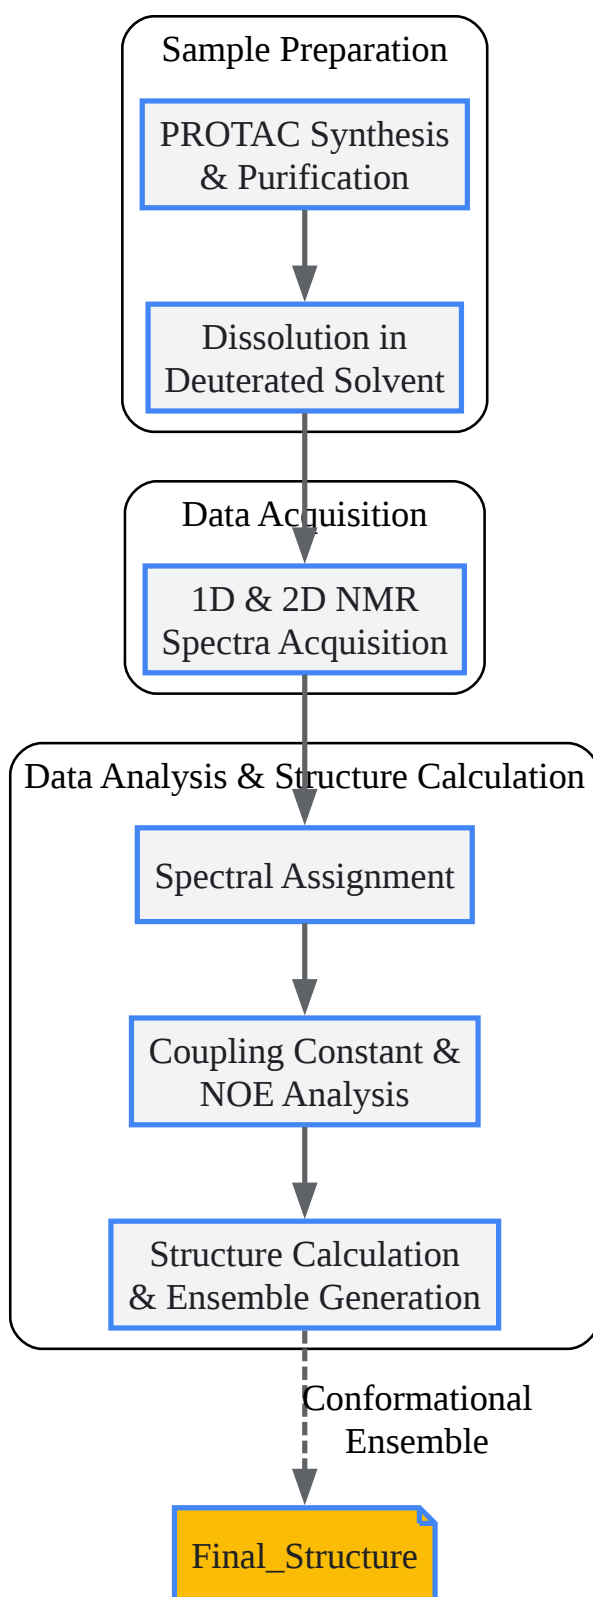 Sample Preparation
PROTAC Synthesis
& Purification
Dissolution in
Deuterated Solvent
Data Acquisition
1D & 2D NMR
Spectra Acquisition
Data Analysis & Structure Calculation
Spectral Assignment
Coupling Constant &
NOE Analysis
Structure Calculation
& Ensemble Generation
Conformational
Ensemble
Final_Structure